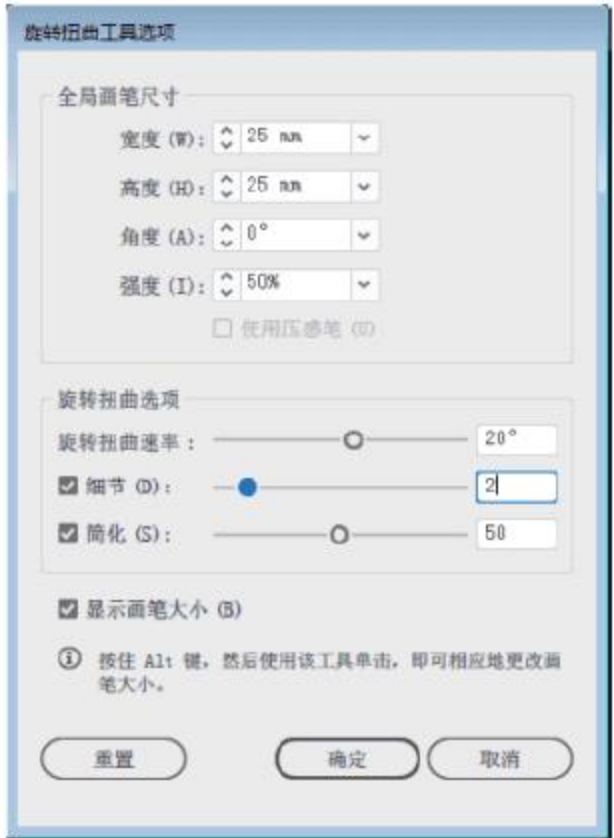 旋转扭曲工具选项
全局画笔尺寸
宽度 (W): 25 mm
高度 (H): 25 mm
角度 (A): 0°
强度 (I): 50%
使用压感笔 (U)
旋转扭曲选项
旋转扭曲速率: 20°
细节 (D): 2
简化 (S): 50
显示画笔大小 (B)
按住 Alt 键，然后使用该工具单击，即可相应地更改画
笔大小。
重置 确定 取消